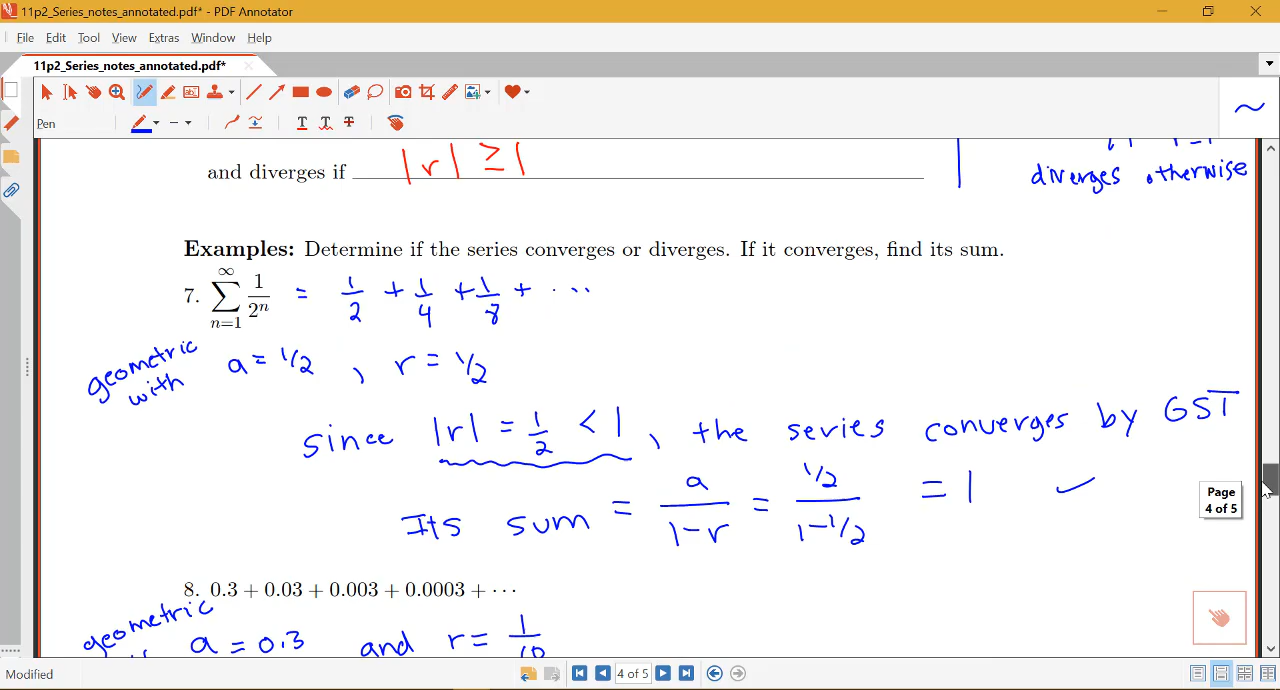 11p2_Series_notes_annotated.pdf* - PDF Annotator
File Edit Tool View Extras Window Help
11p2_Series_notes_annotated.pdf*
Pen
and diverges if |r| ≥ 1
diverges otherwise
Examples: Determine if the series converges or diverges. If it converges, find its sum.
7. ∑_{n=1}^{∞} 1/2^n = 1/2 + 1/4 + 1/8 + ...
geometric with a = 1/2 , r = 1/2
since |r| = 1/2 < 1 , the series converges by GST
Its sum = a/(1-r) = (1/2)/(1-1/2) = 1 ✓
Page
4 of 5
8. 0.3 + 0.03 + 0.003 + 0.0003 + ···
geometric
a = 0.3 and r = 1/10
Modified
4 of 5